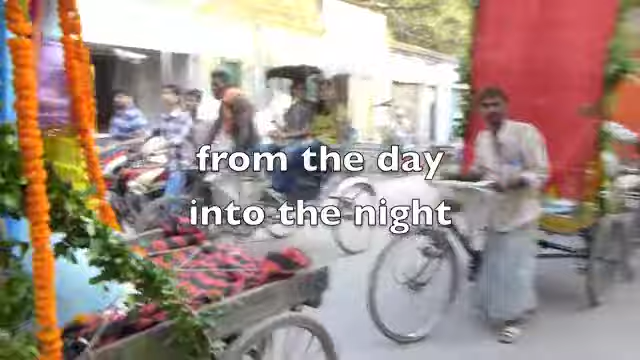 from the day
into the night